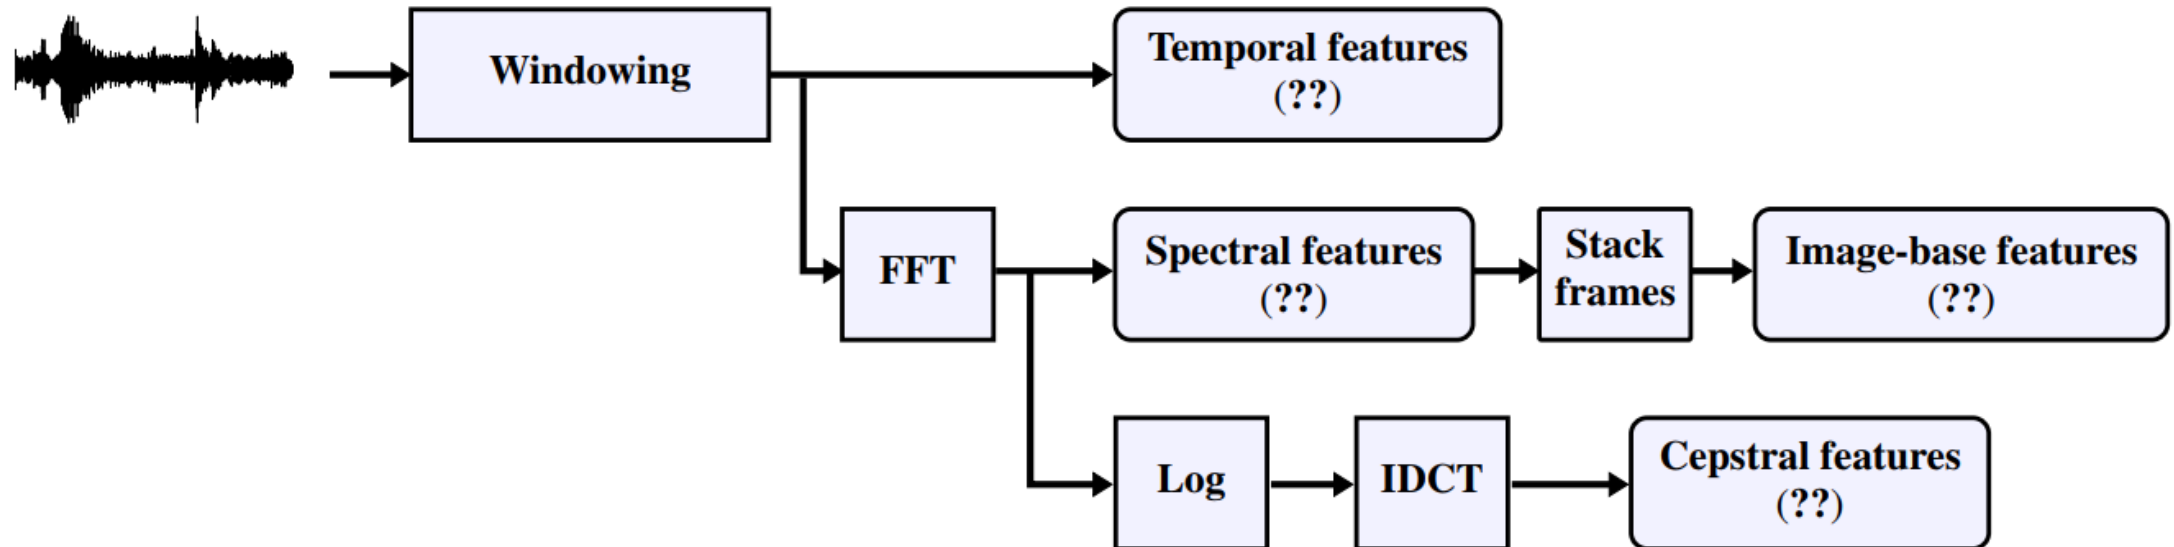 Windowing
Temporal features
(??)
FFT
Spectral features
(??)
Stack
frames
Image-base features
(??)
Log
IDCT
Cepstral features
(??)